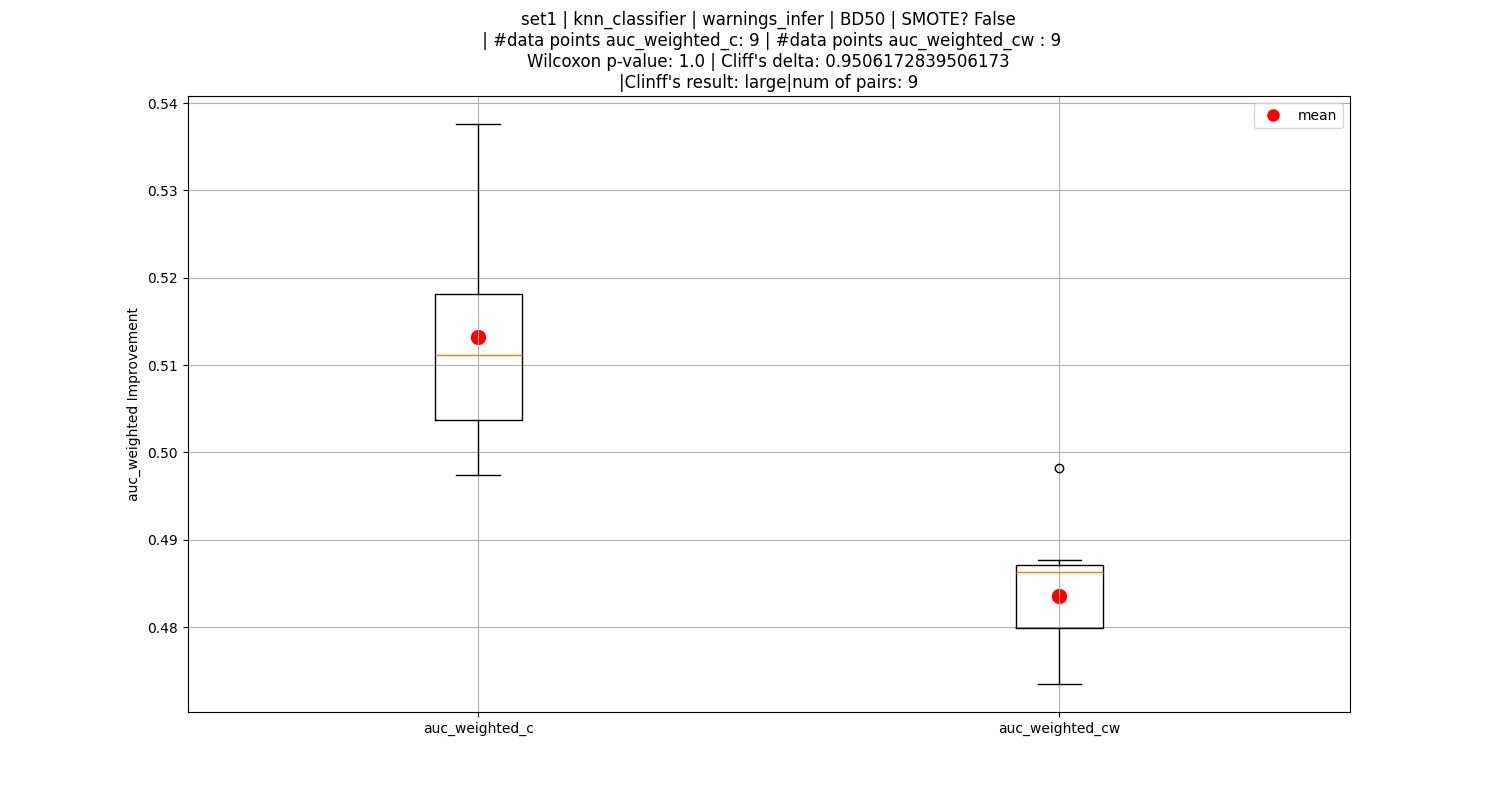 set1 | knn_classifier | warnings_infer | BD50 | SMOTE? False
| #data points auc_weighted_c: 9 | #data points auc_weighted_cw : 9
Wilcoxon p-value: 1.0 | Cliff's delta: 0.9506172839506173
|Clinff's result: large|num of pairs: 9
mean
0.54
0.53
0.52
0.51
0.50
0.49
0.48
auc_weighted Improvement
auc_weighted_c
auc_weighted_cw